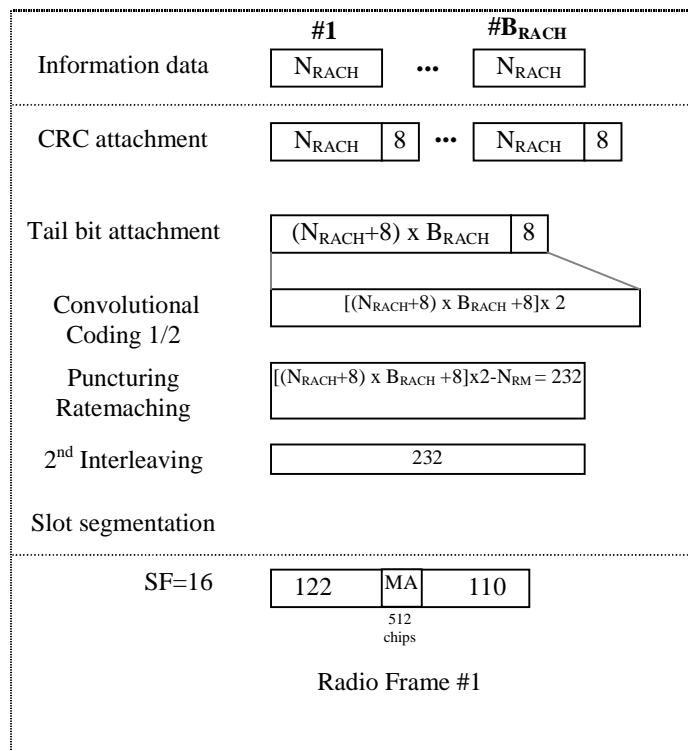 #1 #B_RACH
Information data N_RACH ... N_RACH
CRC attachment N_RACH 8 ... N_RACH 8
Tail bit attachment (N_RACH+8) x B_RACH 8
Convolutional
Coding 1/2
[(N_RACH+8) x B_RACH +8]x 2
Puncturing
Ratemaching
[(N_RACH+8) x B_RACH +8]x2-N_RM = 232
2nd Interleaving 232
Slot segmentation
SF=16 122 MA 110
512
chips
Radio Frame #1